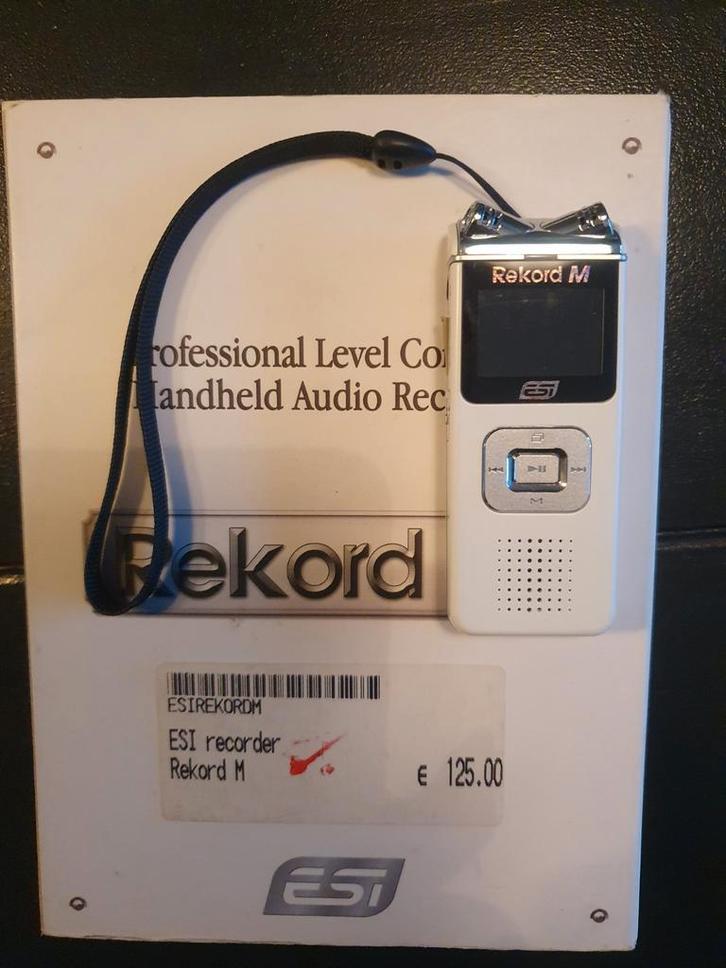 rofessional Level Co
Handheld Audio Rec
Rekord M
ESI
M
Rekord
ESIREKORDM
ESI recorder
Rekord M
€ 125.00
ESI